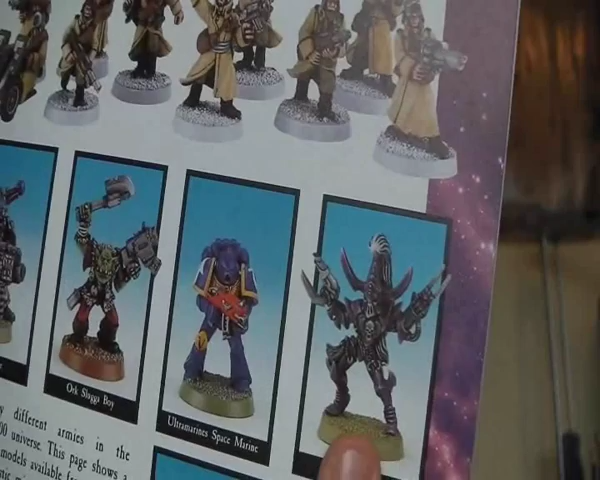 Ork Slugga Boy
Ultramarines Space Marine
different armies in the
universe. This page shows a
models available